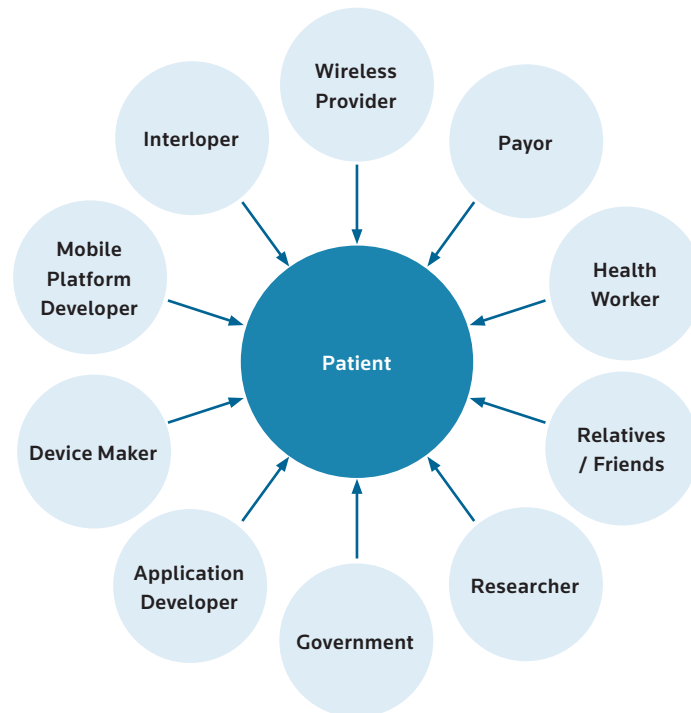 Wireless
Provider
Payor
Health
Worker
Relatives
/ Friends
Researcher
Government
Application
Developer
Device Maker
Mobile
Platform
Developer
Interloper
Patient